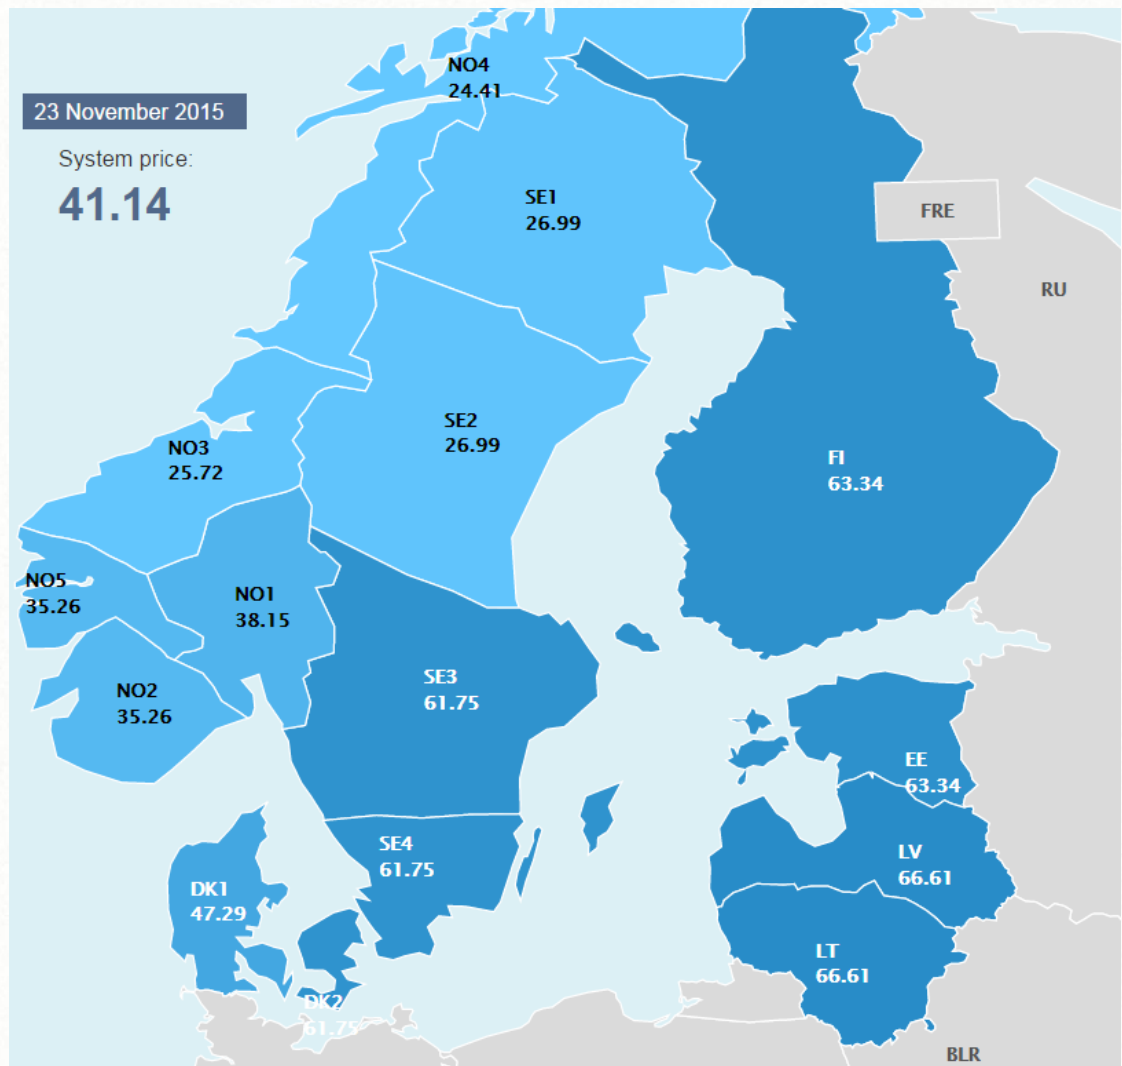 NO4
24.41
23 November 2015
System price:
41.14
SE1
26.99
FRE
RU
SE2
26.99
NO3
25.72
FI
63.34
NO5
35.26
NO1
38.15
NO2
35.26
SE3
61.75
EE
63.34
SE4
61.75
LV
66.61
DK1
47.29
LT
66.61
DK2
61.75
BLR